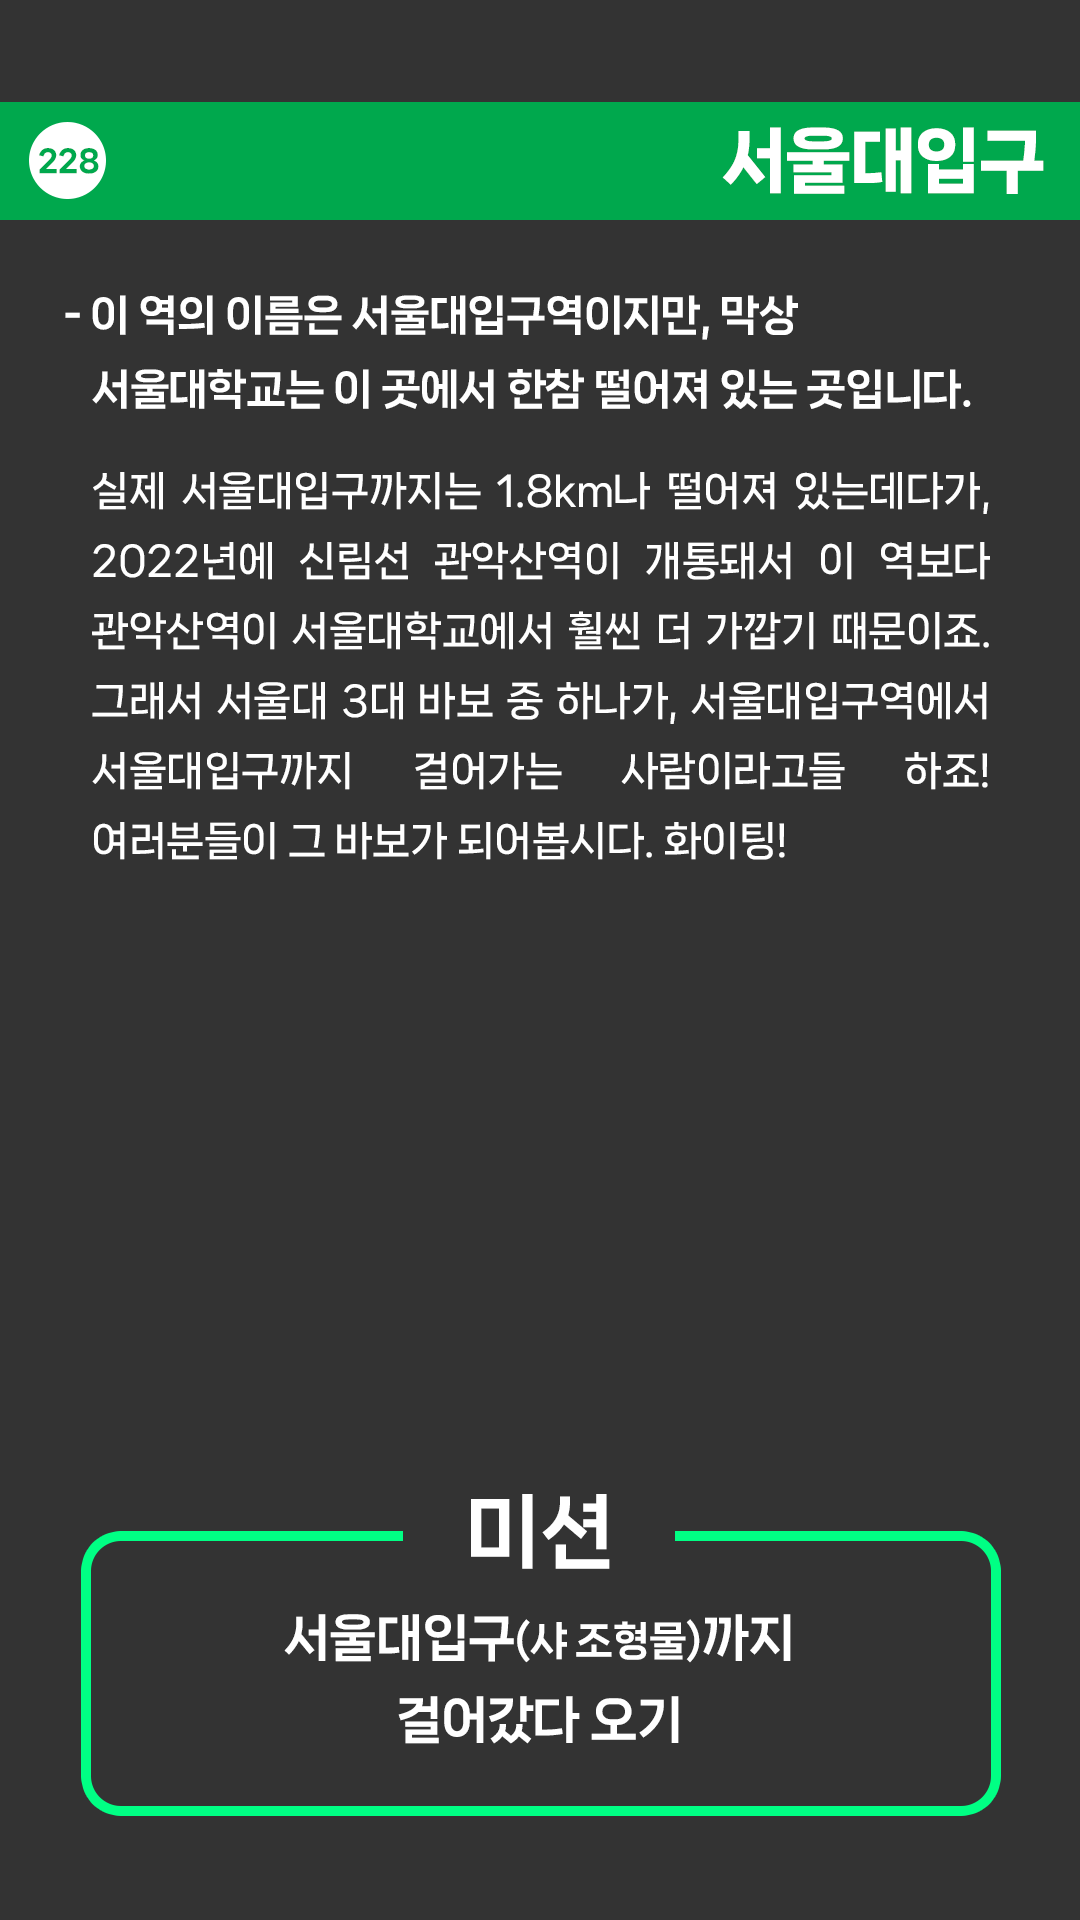 228
서울대입구
- 이 역의 이름은 서울대입구역이지만, 막상
서울대학교는 이 곳에서 한참 떨어져 있는 곳입니다.
실제 서울대입구까지는 1.8km나 떨어져 있는데다가,
2022년에 신림선 관악산역이 개통돼서 이 역보다
관악산역이 서울대학교에서 훨씬 더 가깝기 때문이죠.
그래서 서울대 3대 바보 중 하나가, 서울대입구역에서
서울대입구까지 걸어가는 사람이라고들 하죠!
여러분들이 그 바보가 되어봅시다. 화이팅!
미션
서울대입구(샤 조형물)까지
걸어갔다 오기